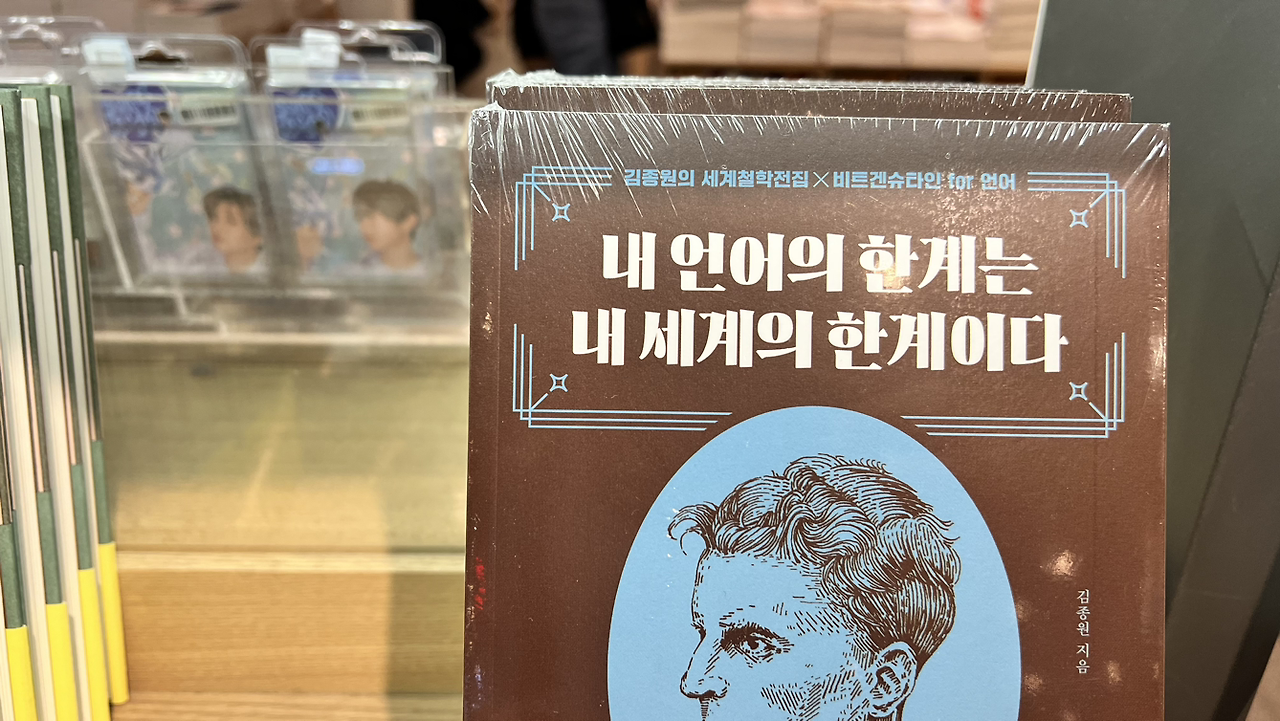 김종원의 세계철학전집×비트겐슈타인 for 언어
내 언어의 한계는
내 세계의 한계이다
김종원 지음